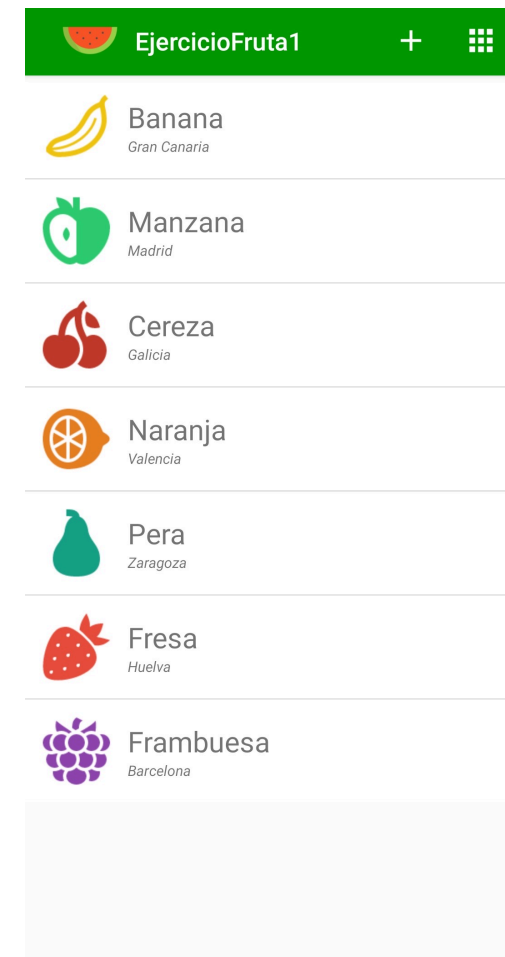 EjercicioFruta1
Banana
Gran Canaria
Manzana
Madrid
Cereza
Galicia
Naranja
Valencia
Pera
Zaragoza
Fresa
Huelva
Frambuesa
Barcelona